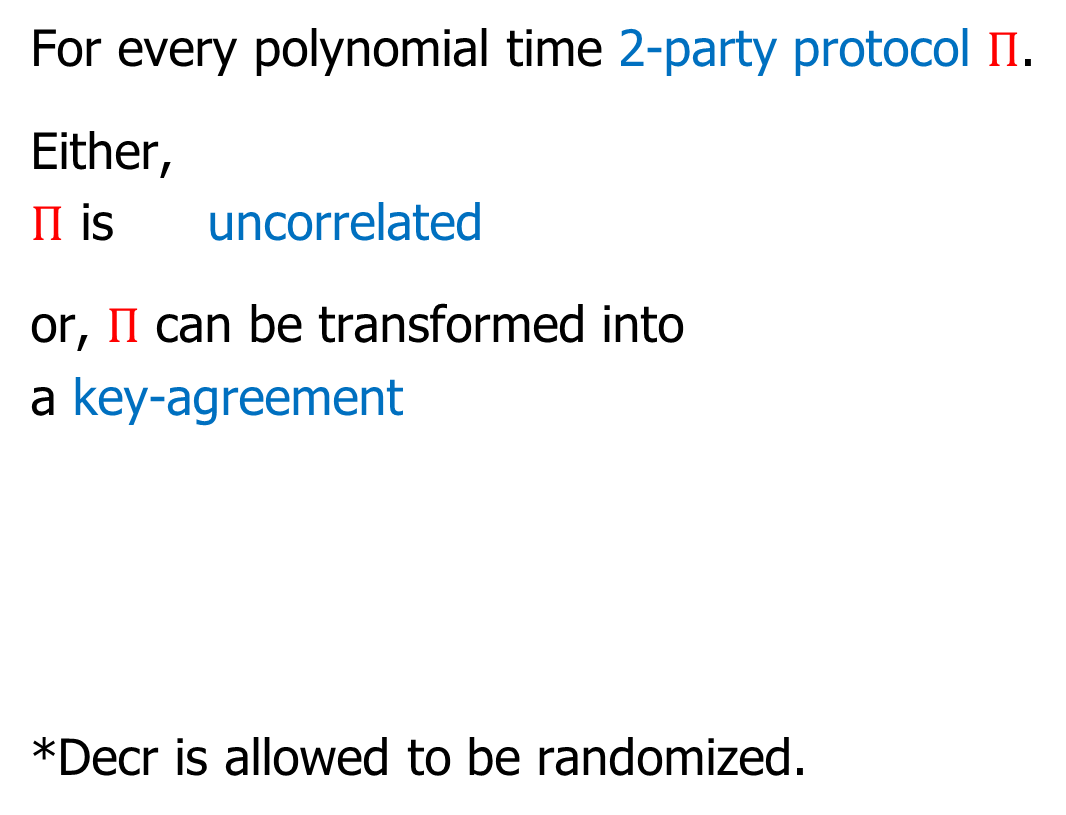 For every polynomial time 2-party protocol Π.
Either,
Π is uncorrelated
or, Π can be transformed into
a key-agreement
*Decr is allowed to be randomized.